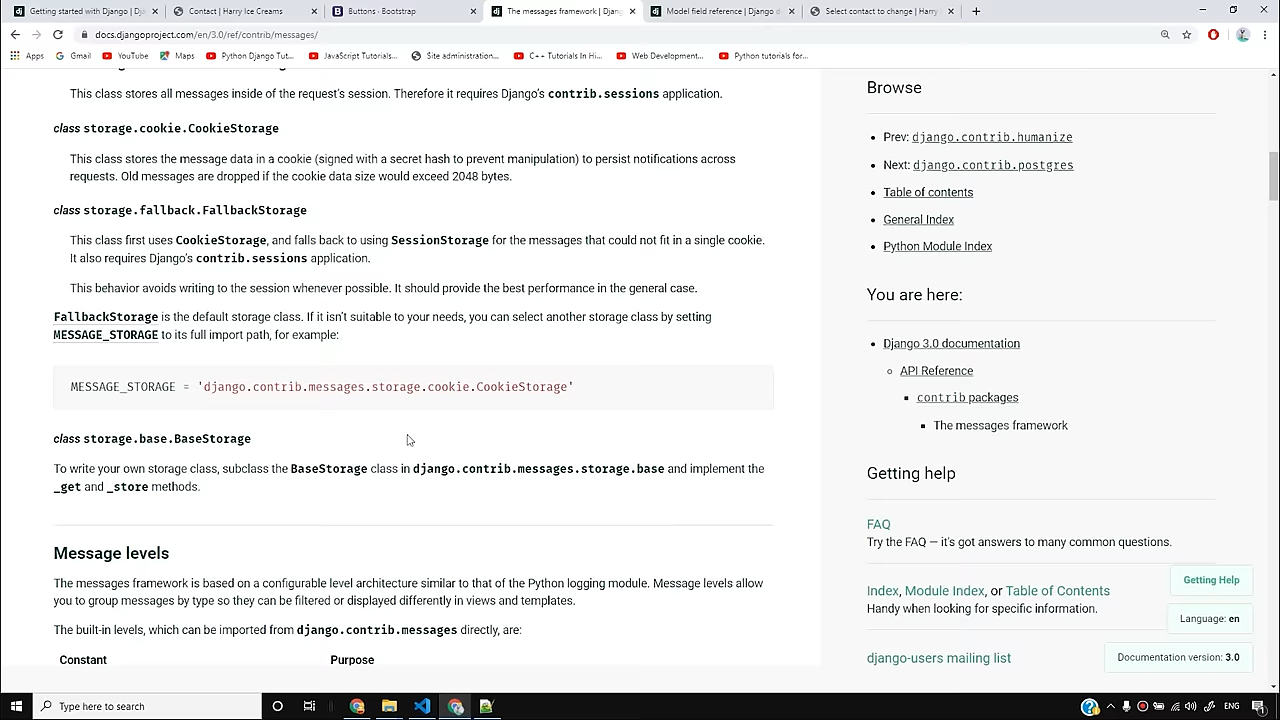 Getting started with Django | Dj
Contact | Harry Ice Creams
Buttons · Bootstrap
The messages framework | Djan
Model field reference | Django d
Select contact to change | Harry
docs.djangoproject.com/en/3.0/ref/contrib/messages/
Apps
Gmail
YouTube
Maps
Python Django Tut...
JavaScript Tutorials...
Site administration...
C++ Tutorials In Hi...
Web Development...
Python tutorials for...
This class stores all messages inside of the request's session. Therefore it requires Django's contrib.sessions application.
class storage.cookie.CookieStorage
This class stores the message data in a cookie (signed with a secret hash to prevent manipulation) to persist notifications across
requests. Old messages are dropped if the cookie data size would exceed 2048 bytes.
class storage.fallback.FallbackStorage
This class first uses CookieStorage, and falls back to using SessionStorage for the messages that could not fit in a single cookie.
It also requires Django's contrib.sessions application.
This behavior avoids writing to the session whenever possible. It should provide the best performance in the general case.
FallbackStorage is the default storage class. If it isn't suitable to your needs, you can select another storage class by setting
MESSAGE_STORAGE to its full import path, for example:
MESSAGE_STORAGE = 'django.contrib.messages.storage.cookie.CookieStorage'
class storage.base.BaseStorage
To write your own storage class, subclass the BaseStorage class in django.contrib.messages.storage.base and implement the
_get and _store methods.
Message levels
The messages framework is based on a configurable level architecture similar to that of the Python logging module. Message levels allow
you to group messages by type so they can be filtered or displayed differently in views and templates.
The built-in levels, which can be imported from django.contrib.messages directly, are:
Constant Purpose
Browse
Prev: django.contrib.humanize
Next: django.contrib.postgres
Table of contents
General Index
Python Module Index
You are here:
Django 3.0 documentation
API Reference
contrib packages
The messages framework
Getting help
FAQ
Try the FAQ — it's got answers to many common questions.
Index, Module Index, or Table of Contents
Handy when looking for specific information.
django-users mailing list
Getting Help
Language: en
Documentation version: 3.0
Type here to search
ENG